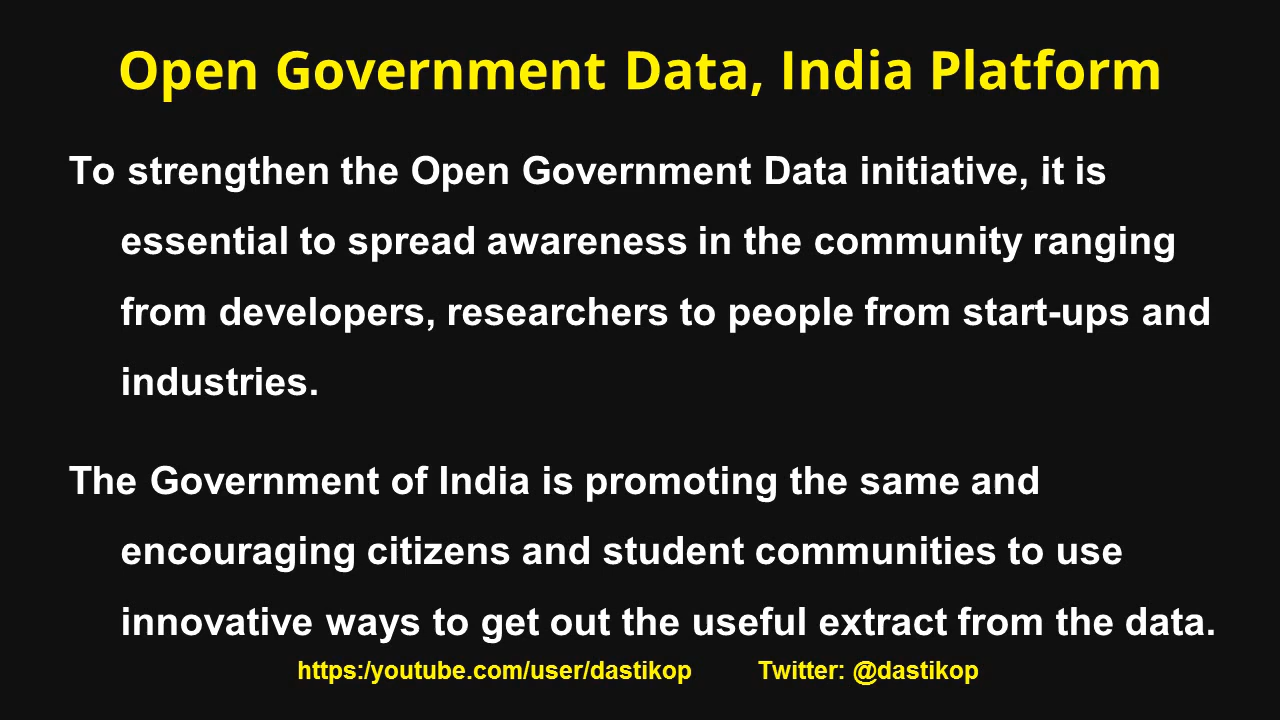 Open Government Data, India Platform
To strengthen the Open Government Data initiative, it is
essential to spread awareness in the community ranging
from developers, researchers to people from start-ups and
industries.
The Government of India is promoting the same and
encouraging citizens and student communities to use
innovative ways to get out the useful extract from the data.
https:/youtube.com/user/dastikop Twitter: @dastikop